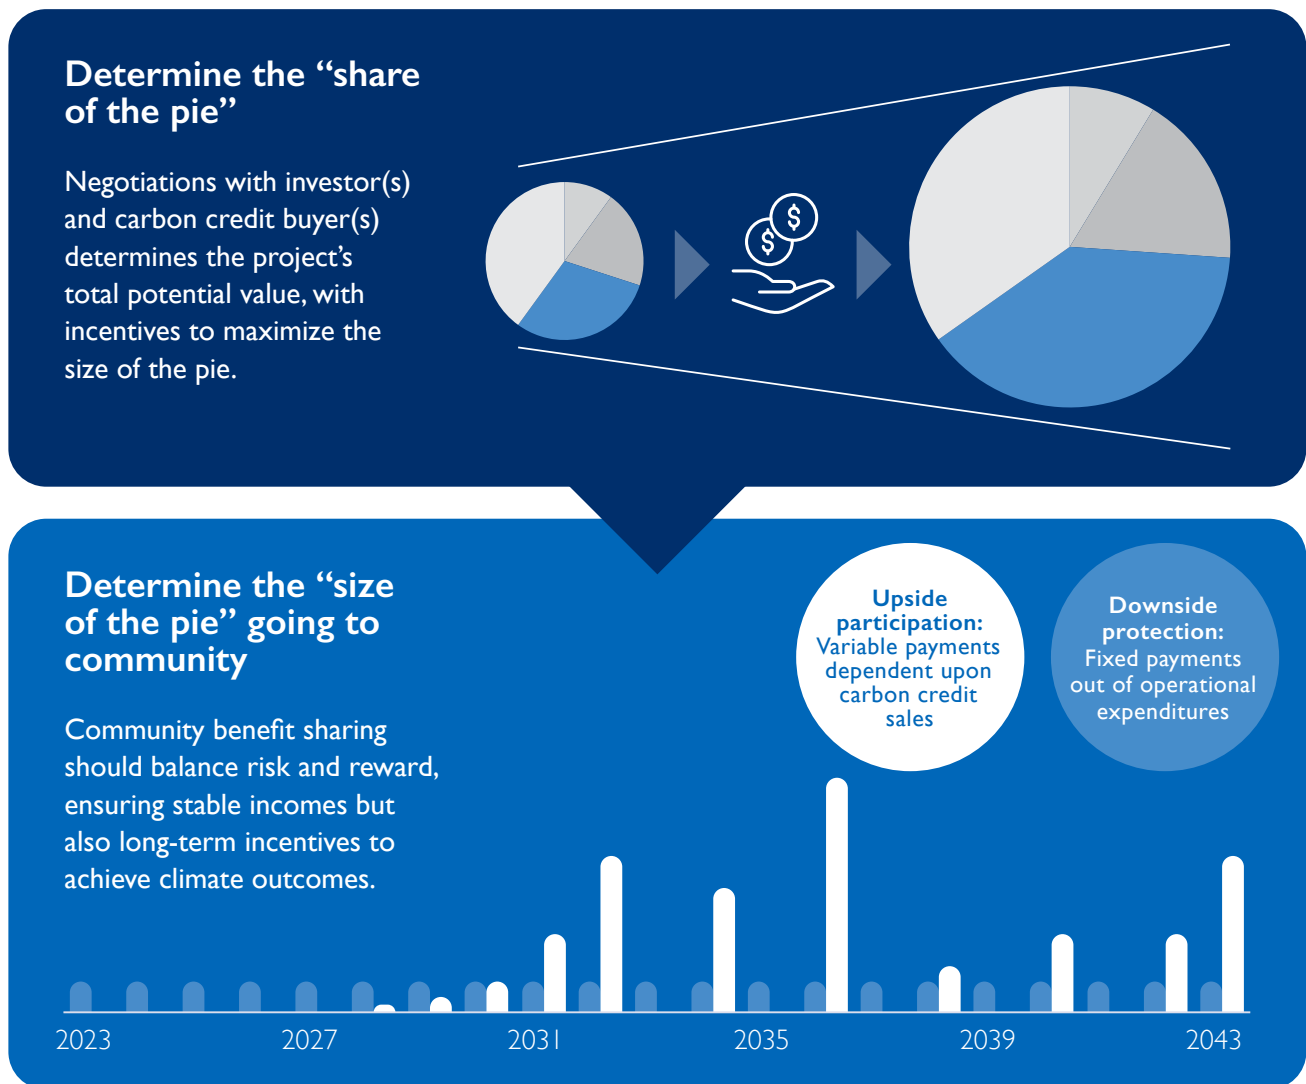 Determine the “share
of the pie”
Negotiations with investor(s)
and carbon credit buyer(s)
determines the project’s
total potential value, with
incentives to maximize the
size of the pie.
$
$
Determine the “size
of the pie” going to
community
Community benefit sharing
should balance risk and reward,
ensuring stable incomes but
also long-term incentives to
achieve climate outcomes.
Upside
participation:
Variable payments
dependent upon
carbon credit
sales
Downside
protection:
Fixed payments
out of operational
expenditures
2023 2027 2031 2035 2039 2043